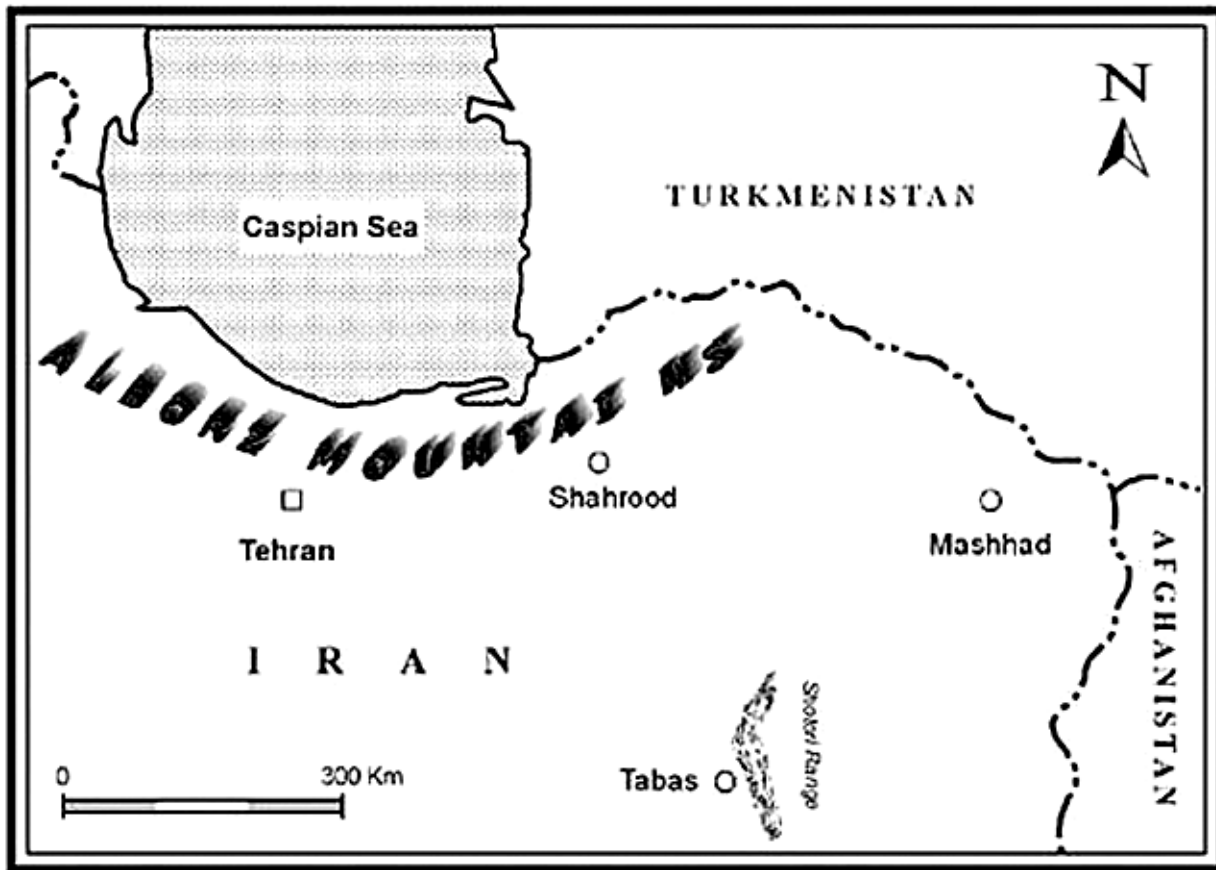 N
TURKMENISTAN
Caspian Sea
ALBORZ MOUNTAINS
Shahrood
Tehran
Mashhad
AFGHANISTAN
I R A N
Shotori Range
Tabas
0 300 Km